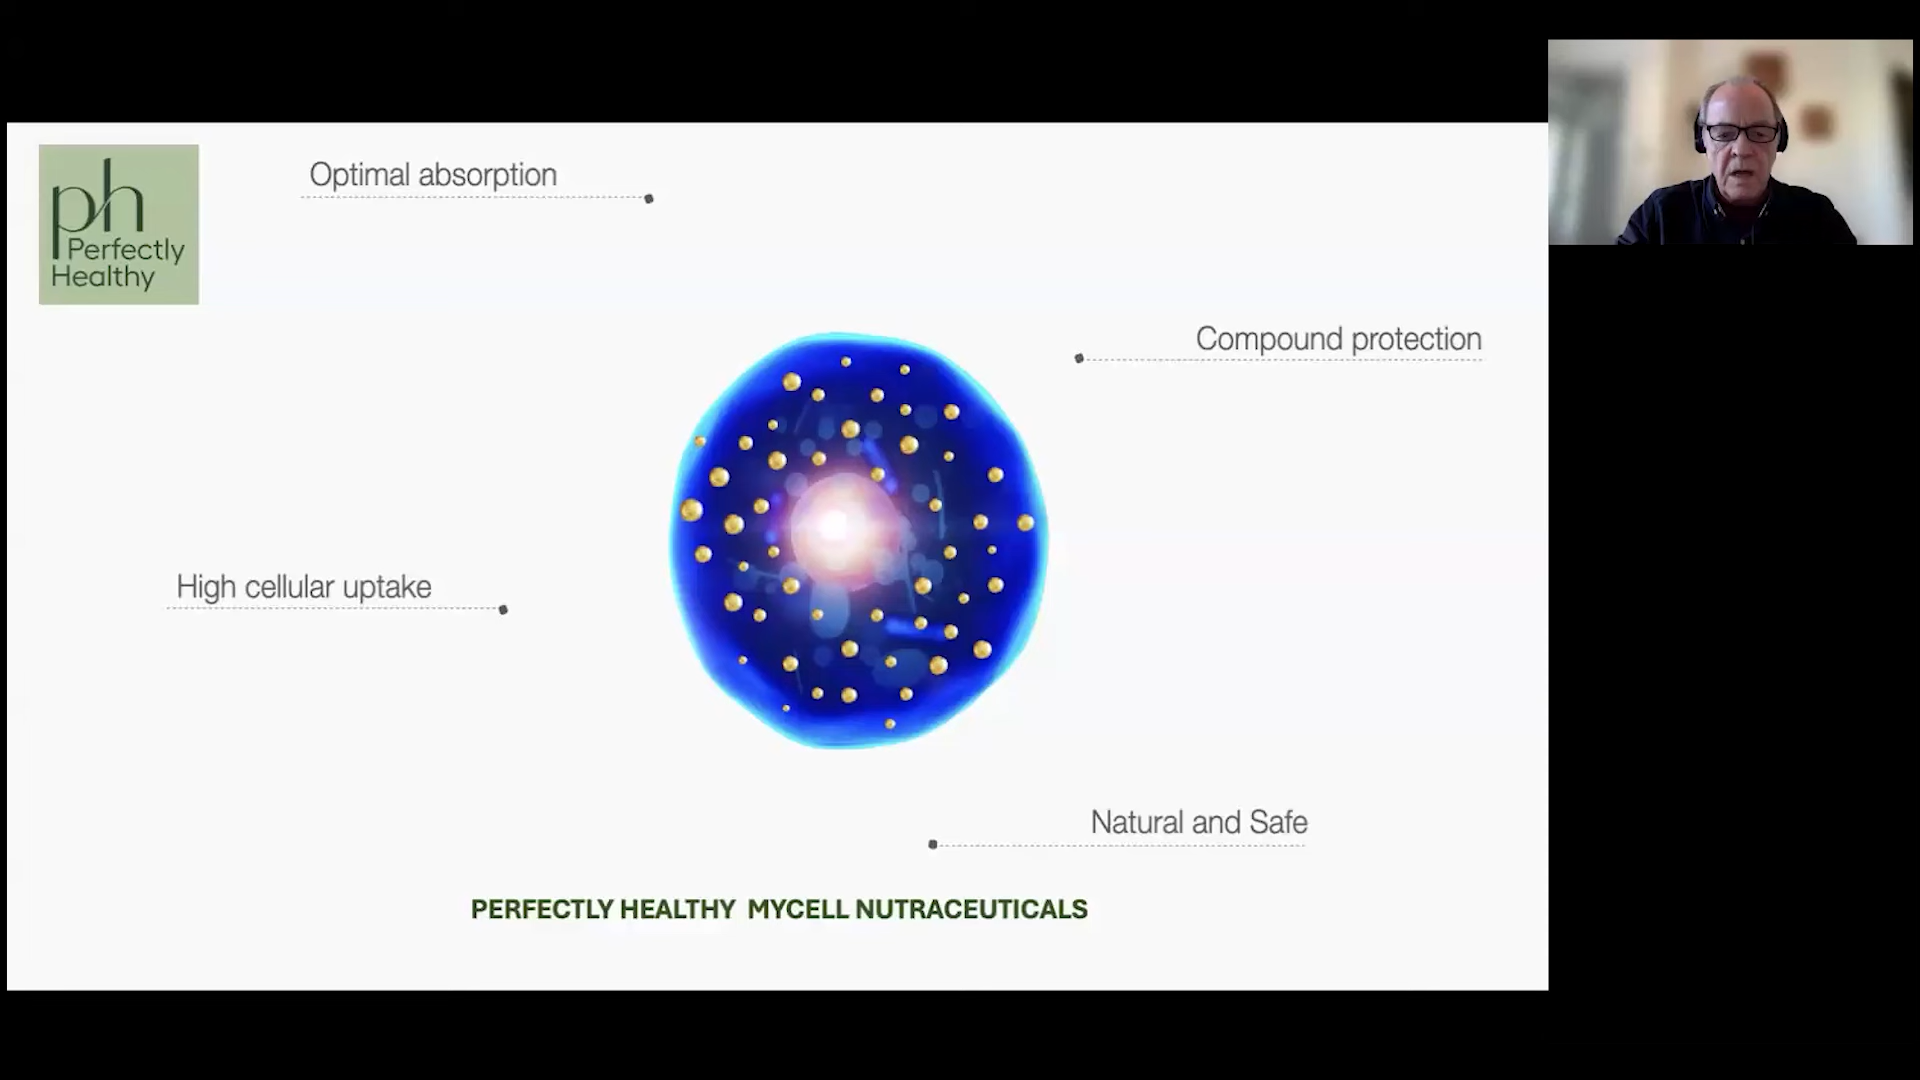 ph
Perfectly
Healthy
Optimal absorption
Compound protection
High cellular uptake
Natural and Safe
PERFECTLY HEALTHY MYCELL NUTRACEUTICALS